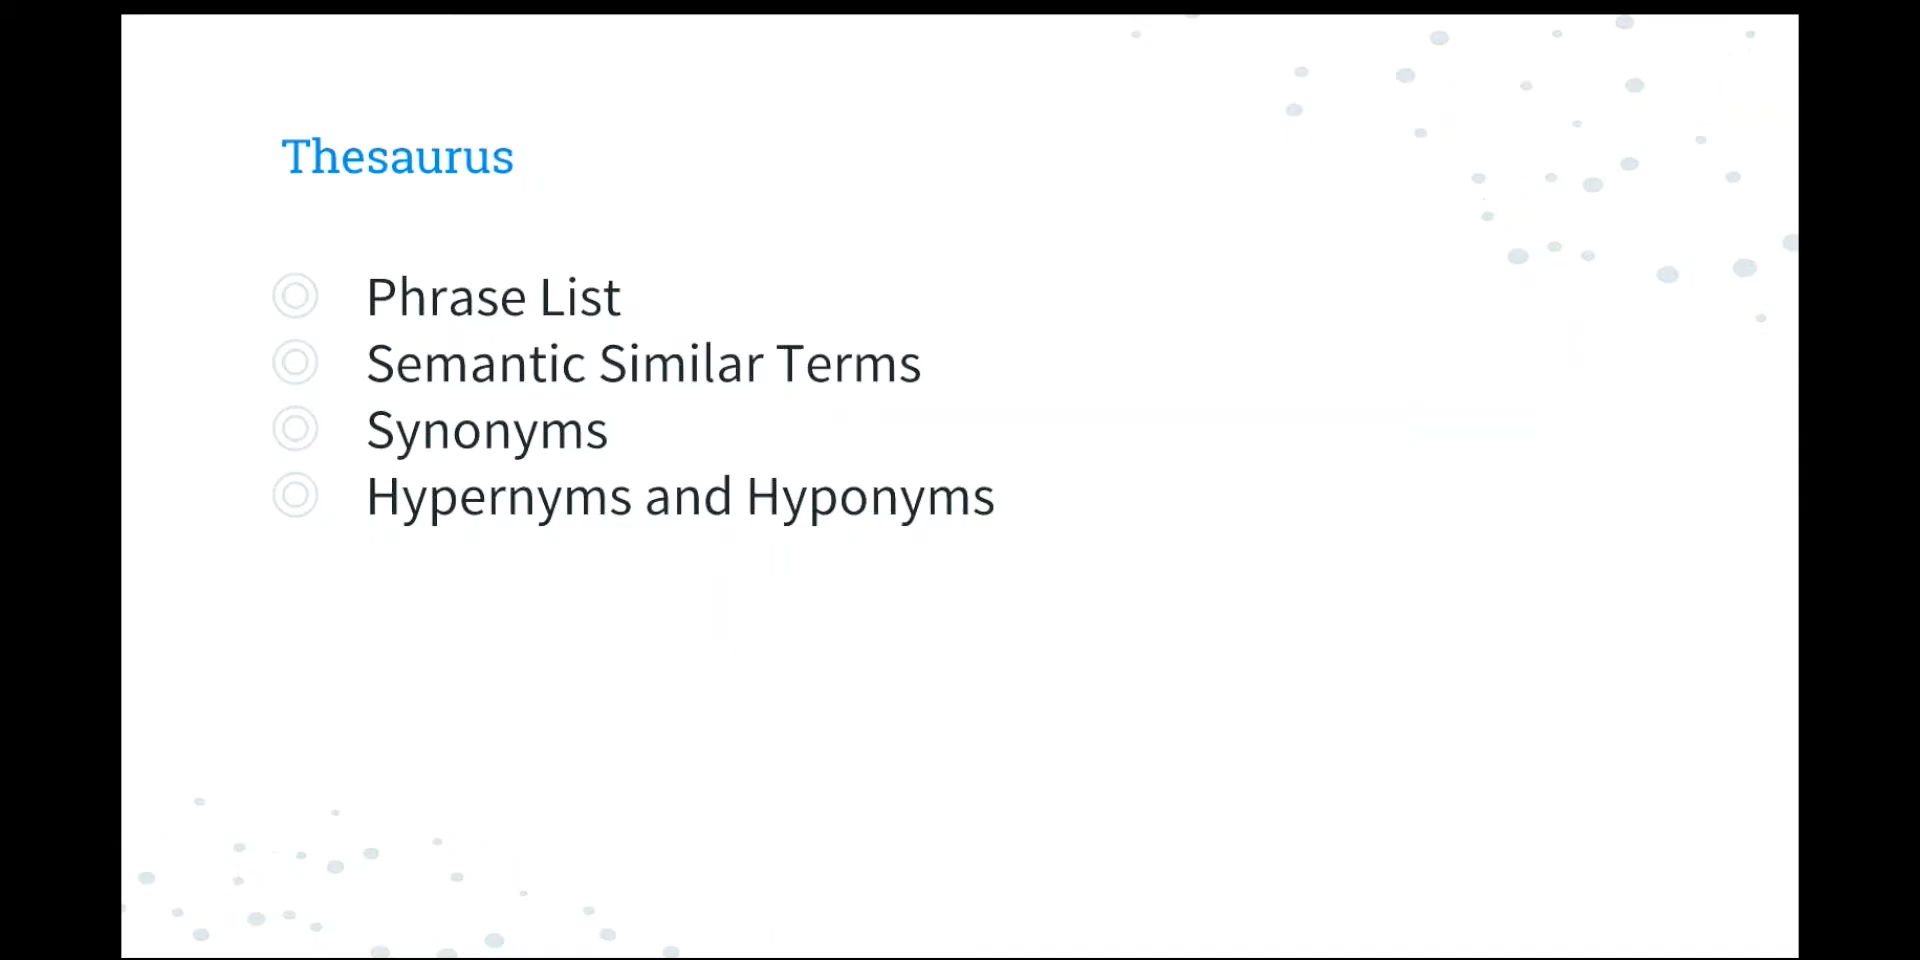 Thesaurus
Phrase List
Semantic Similar Terms
Synonyms
Hypernyms and Hyponyms